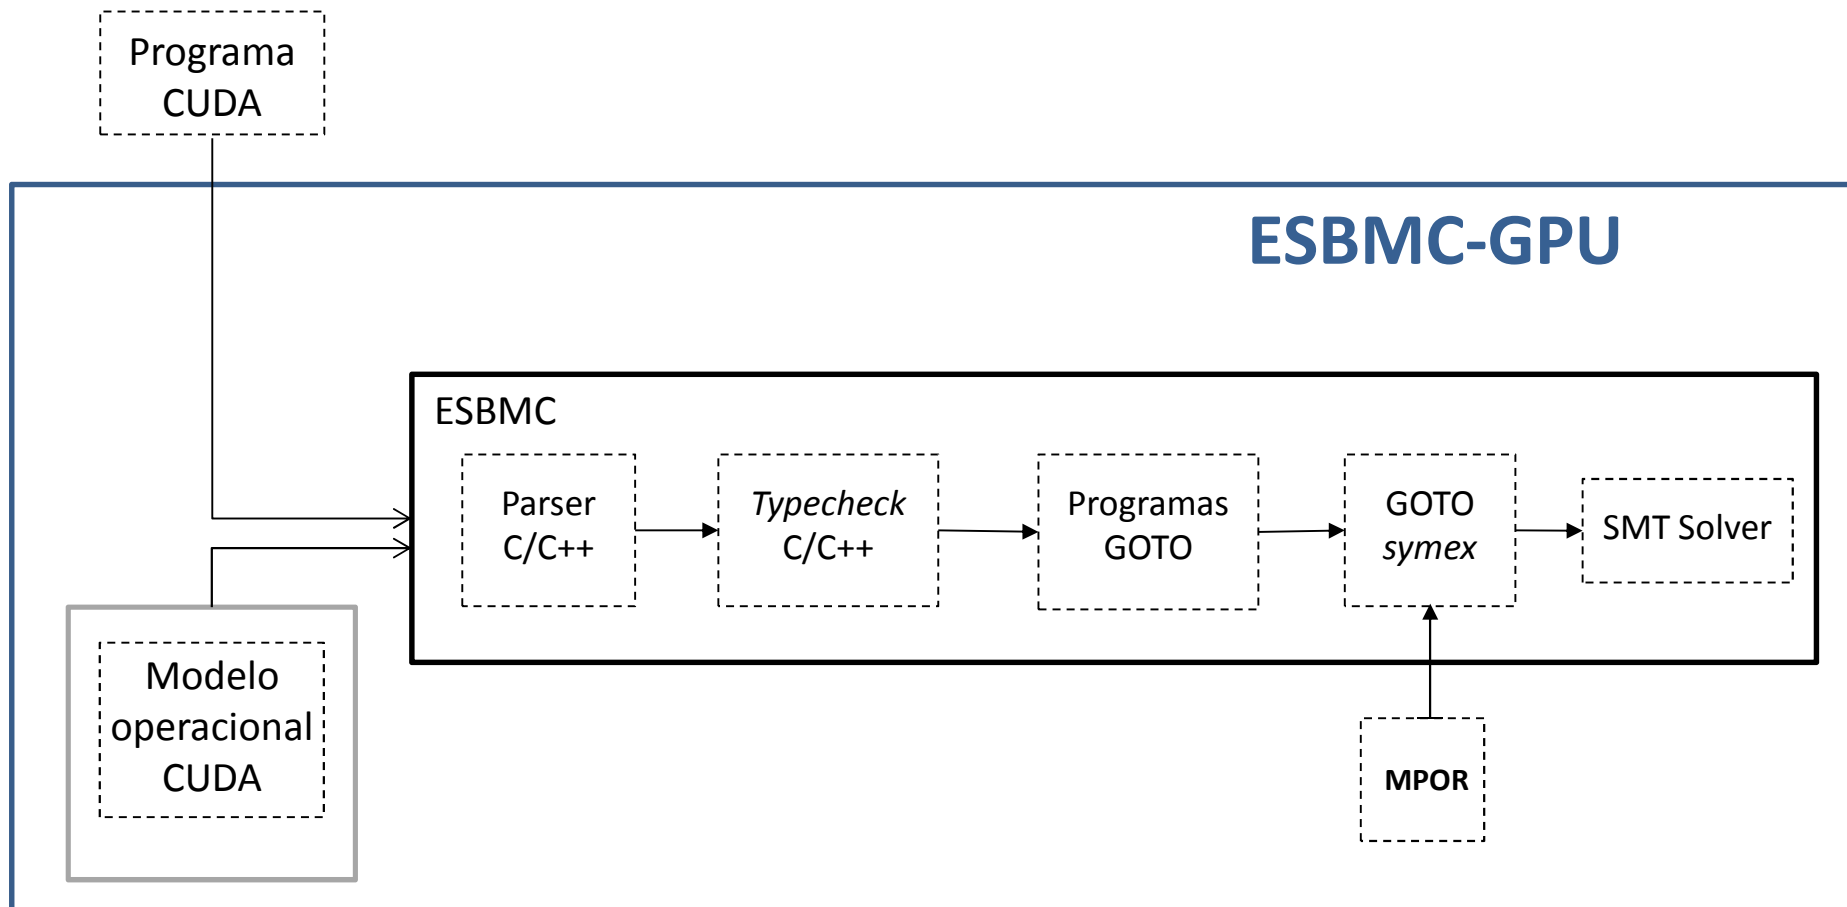 Programa
CUDA
ESBMC-GPU
ESBMC
Parser
C/C++
Typecheck
C/C++
Programas
GOTO
GOTO
symex
SMT Solver
Modelo
operacional
CUDA
MPOR